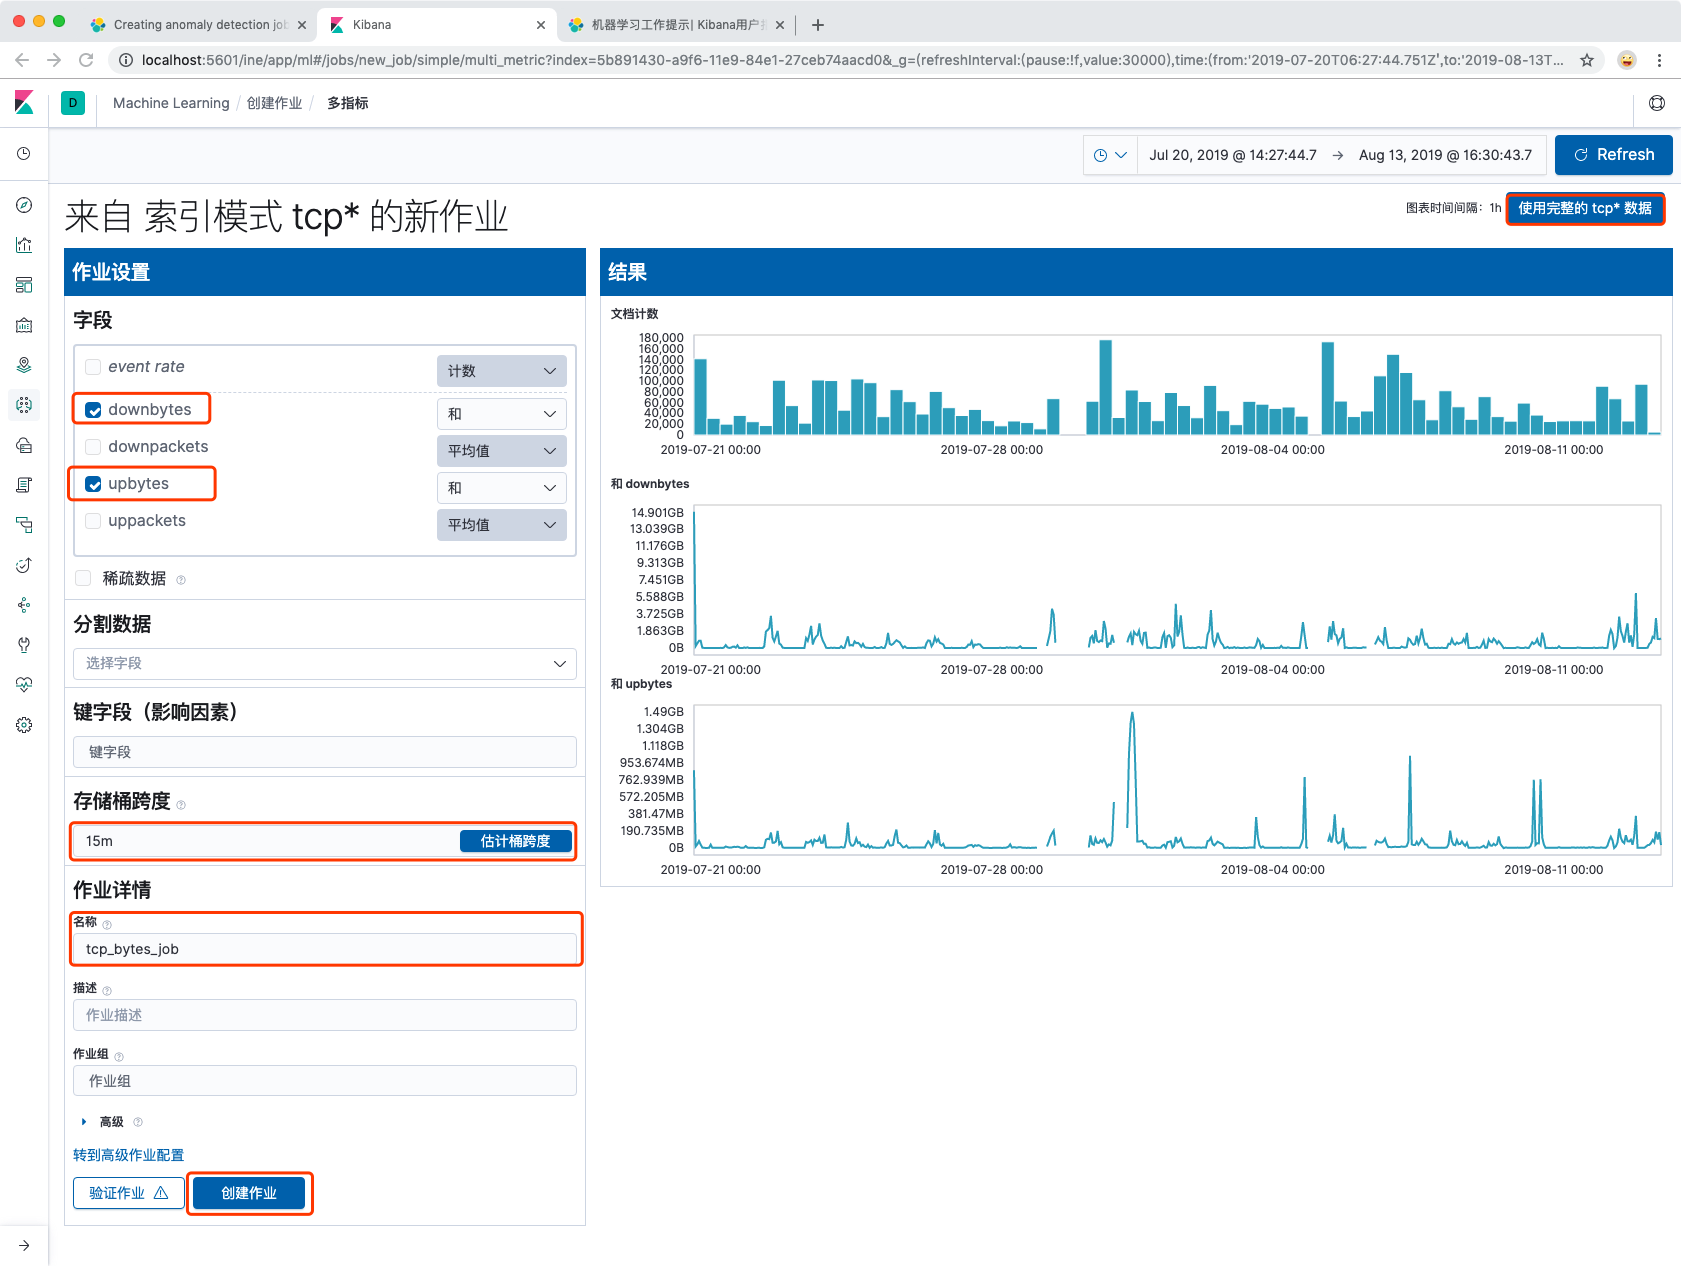 Creating anomaly detection job
Kibana
机器学习工作提示| Kibana用户
localhost:5601/ine/app/ml#/jobs/new_job/simple/multi_metric?index=5b891430-a9f6-11e9-84e1-27ceb74aacd0&_g=(refreshInterval:(pause:!f,value:30000),time:(from:'2019-07-20T06:27:44.751Z',to:'2019-08-13T...
D
Machine Learning / 创建作业 / 多指标
Jul 20, 2019 @ 14:27:44.7 → Aug 13, 2019 @ 16:30:43.7
Refresh
来自 索引模式 tcp* 的新作业
图表时间间隔：1h
使用完整的 tcp* 数据
作业设置
字段
event rate 计数
downbytes 和
downpackets 平均值
upbytes 和
uppackets 平均值
稀疏数据
分割数据
选择字段
键字段（影响因素）
键字段
存储桶跨度
15m 估计桶跨度
作业详情
名称
tcp_bytes_job
描述
作业描述
作业组
作业组
高级
转到高级作业配置
验证作业 创建作业
结果
文档计数
180,000
160,000
140,000
120,000
100,000
80,000
60,000
40,000
20,000
0
2019-07-21 00:00 2019-07-28 00:00 2019-08-04 00:00 2019-08-11 00:00
和 downbytes
14.901GB
13.039GB
11.176GB
9.313GB
7.451GB
5.588GB
3.725GB
1.863GB
0B
2019-07-21 00:00 2019-07-28 00:00 2019-08-04 00:00 2019-08-11 00:00
和 upbytes
1.49GB
1.304GB
1.118GB
953.674MB
762.939MB
572.205MB
381.47MB
190.735MB
0B
2019-07-21 00:00 2019-07-28 00:00 2019-08-04 00:00 2019-08-11 00:00